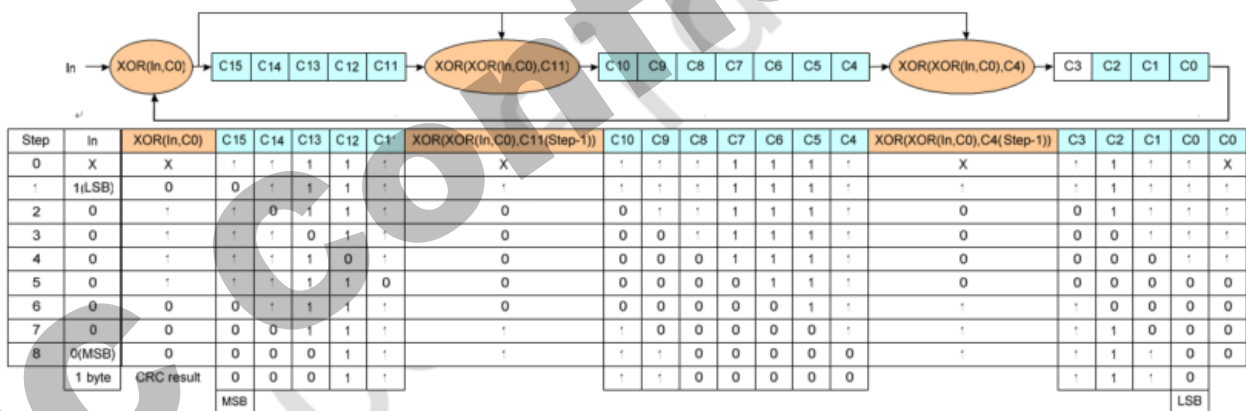 In XOR(In,C0) C15 C14 C13 C12 C11 XOR(XOR(In,C0),C11) C10 C9 C8 C7 C6 C5 C4 XOR(XOR(In,C0),C4) C3 C2 C1 C0
Step In XOR(In,C0) C15 C14 C13 C12 C11 XOR(XOR(In,C0),C11(Step-1)) C10 C9 C8 C7 C6 C5 C4 XOR(XOR(In,C0),C4(Step-1)) C3 C2 C1 C0 C0
0 X X 1 1 1 1 1 X 1 1 1 1 1 1 1 X 1 1 1 1 X
1 1(LSB) 0 0 1 1 1 1 1 1 1 1 1 1 1 1 1 1 1 1 1 1
2 0 1 1 0 1 1 1 0 0 1 1 1 1 1 1 0 0 1 1 1 1
3 0 1 1 1 0 1 1 0 0 0 1 1 1 1 1 0 0 0 1 1 1
4 0 1 1 1 1 0 1 0 0 0 0 1 1 1 1 0 0 0 0 1 1
5 0 1 1 1 1 1 0 0 0 0 0 0 1 1 1 0 0 0 0 0 0
6 0 0 0 1 1 1 1 0 0 0 0 0 0 1 1 1 1 0 0 0 0
7 0 0 0 0 1 1 1 1 1 0 0 0 0 0 1 1 1 1 0 0 0
8 0(MSB) 0 0 0 0 1 1 1 1 1 0 0 0 0 0 1 1 1 1 0 0
1 byte CRC result 0 0 0 1 1 1 1 0 0 0 0 0 1 1 1 0
MSB LSB